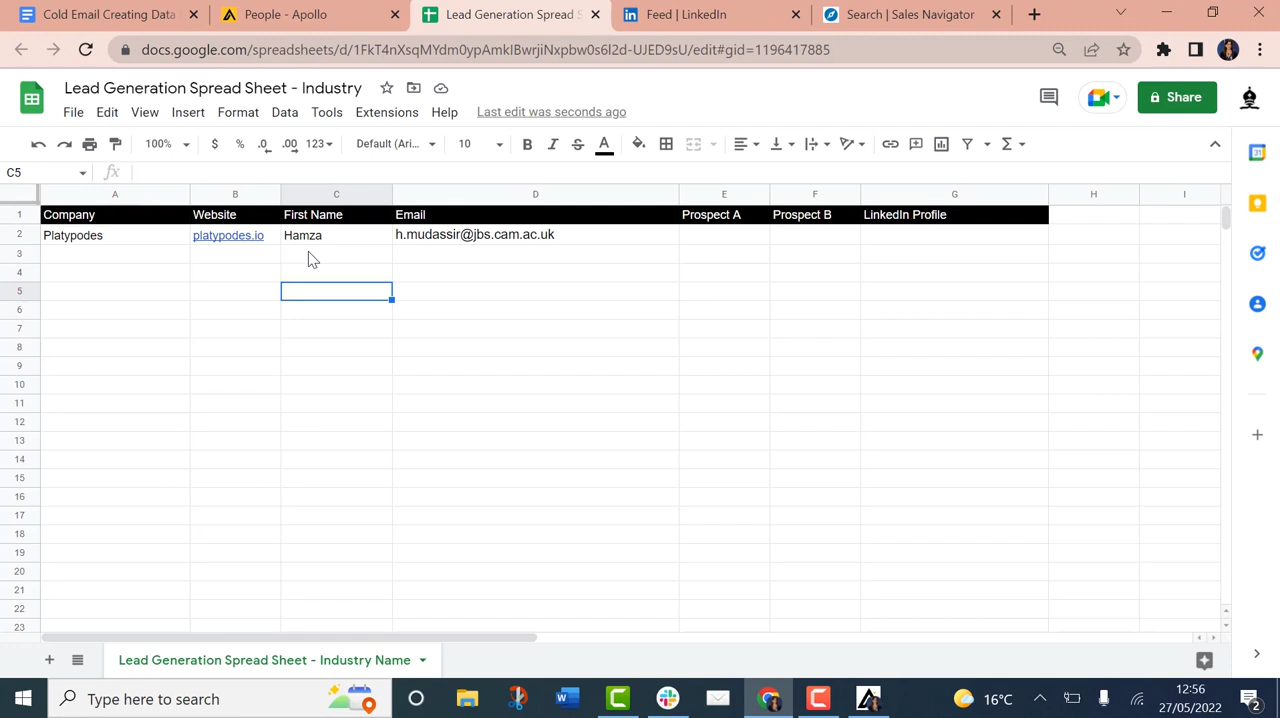 Cold Email Creating Data
People - Apollo
Lead Generation Spread S
Feed | LinkedIn
Search | Sales Navigator
docs.google.com/spreadsheets/d/1FkT4nXsqMYdm0ypAmklBwrjiNxpbw0s6l2d-UJED9sU/edit#gid=1196417885
Lead Generation Spread Sheet - Industry
File Edit View Insert Format Data Tools Extensions Help Last edit was seconds ago
Share
100% $ % .0 .00 123 Default (Ari... 10 B I S A
C5 fx
A B C D E F G H I
1 Company Website First Name Email Prospect A Prospect B LinkedIn Profile
2 Platypodes platypodes.io Hamza h.mudassir@jbs.cam.ac.uk
3
4
5
6
7
8
9
10
11
12
13
14
15
16
17
18
19
20
21
22
23
Lead Generation Spread Sheet - Industry Name
Type here to search
16°C
12:56
27/05/2022
2